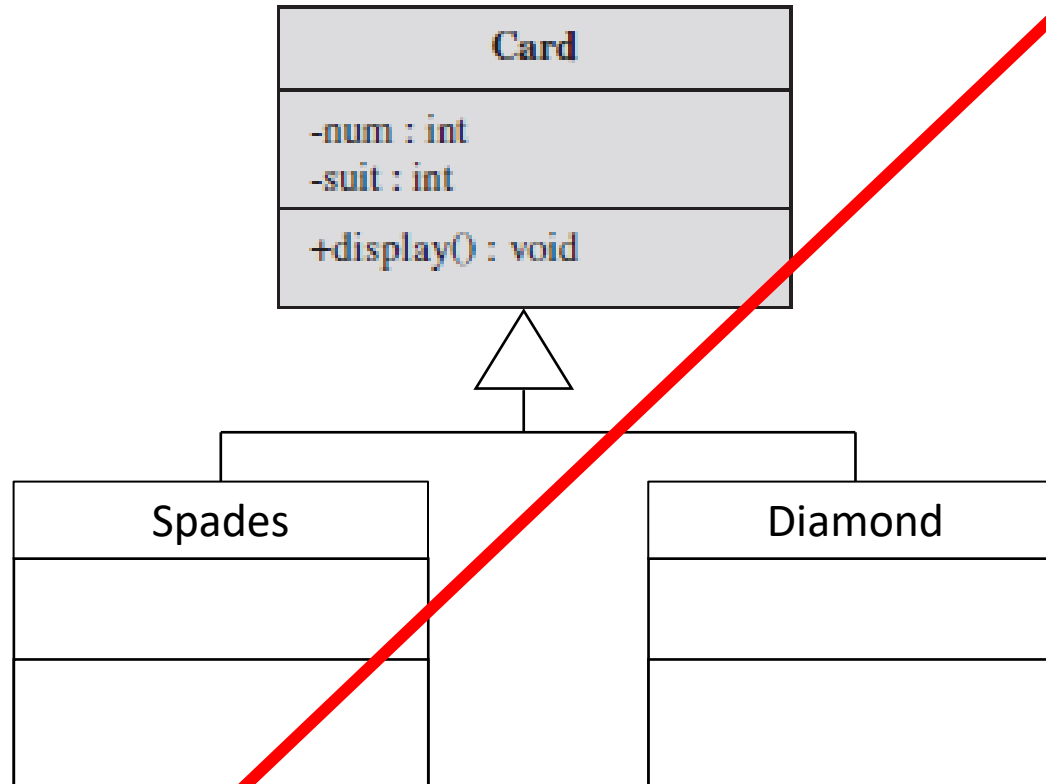 Card
-num : int
-suit : int
+display() : void
Spades
Diamond